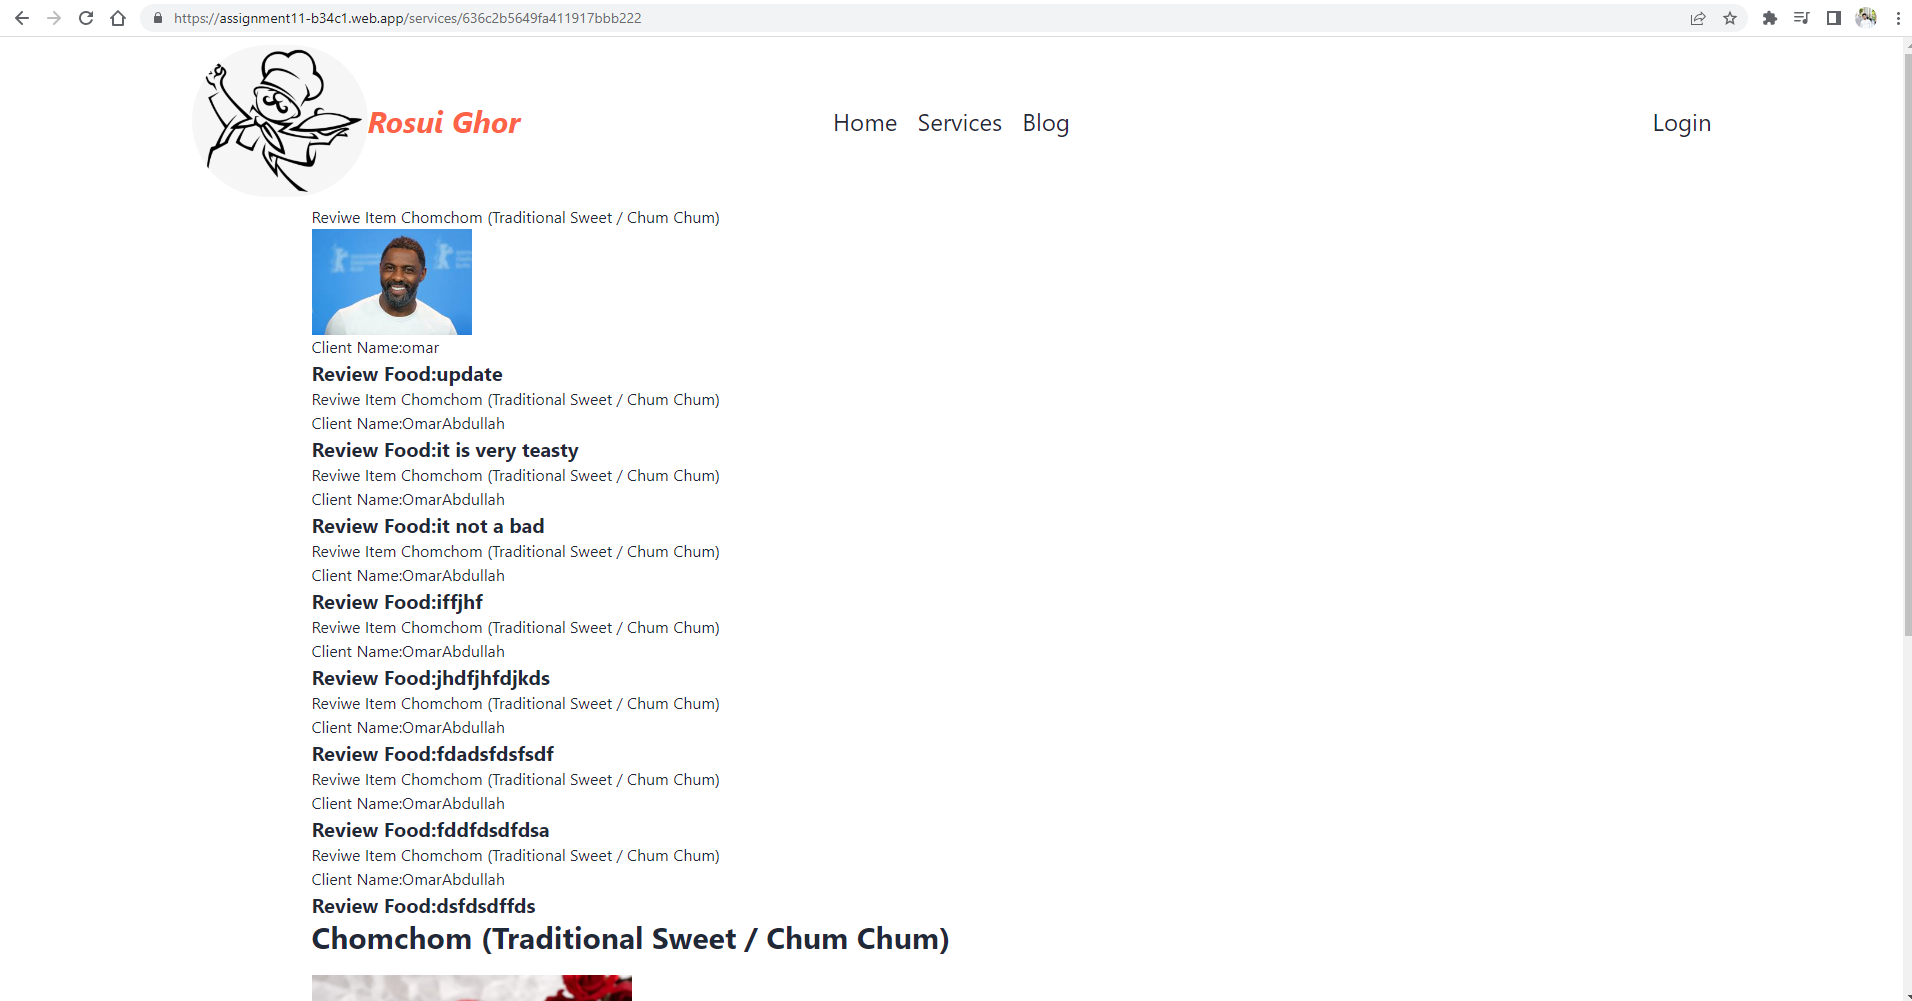 https://assignment11-b34c1.web.app/services/636c2b5649fa411917bbb222
Rosui Ghor
Home Services Blog
Login
Reviwe Item Chomchom (Traditional Sweet / Chum Chum)
Client Name:omar
Review Food:update
Reviwe Item Chomchom (Traditional Sweet / Chum Chum)
Client Name:OmarAbdullah
Review Food:it is very teasty
Reviwe Item Chomchom (Traditional Sweet / Chum Chum)
Client Name:OmarAbdullah
Review Food:it not a bad
Reviwe Item Chomchom (Traditional Sweet / Chum Chum)
Client Name:OmarAbdullah
Review Food:iffjhf
Reviwe Item Chomchom (Traditional Sweet / Chum Chum)
Client Name:OmarAbdullah
Review Food:jhdfjhfdjkds
Reviwe Item Chomchom (Traditional Sweet / Chum Chum)
Client Name:OmarAbdullah
Review Food:fdadsfdsfsdf
Reviwe Item Chomchom (Traditional Sweet / Chum Chum)
Client Name:OmarAbdullah
Review Food:fddfdsdfdsa
Reviwe Item Chomchom (Traditional Sweet / Chum Chum)
Client Name:OmarAbdullah
Review Food:dsfdsdffds
Chomchom (Traditional Sweet / Chum Chum)